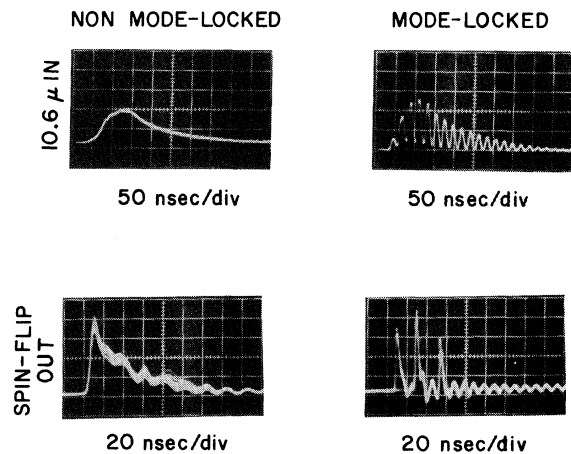 NON MODE-LOCKED
MODE-LOCKED
10.6 μ IN
50 nsec/div
50 nsec/div
SPIN-FLIP
OUT
20 nsec/div
20 nsec/div